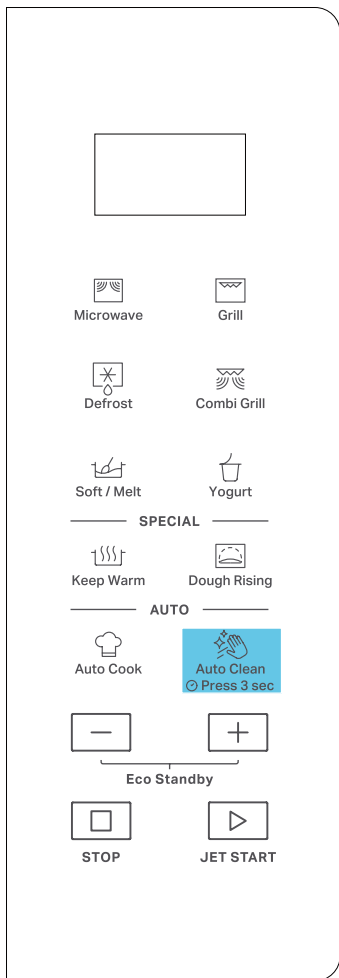 Microwave Grill
Defrost Combi Grill
Soft / Melt Yogurt
SPECIAL
Keep Warm Dough Rising
AUTO
Auto Cook Auto Clean
Press 3 sec
Eco Standby
STOP JET START